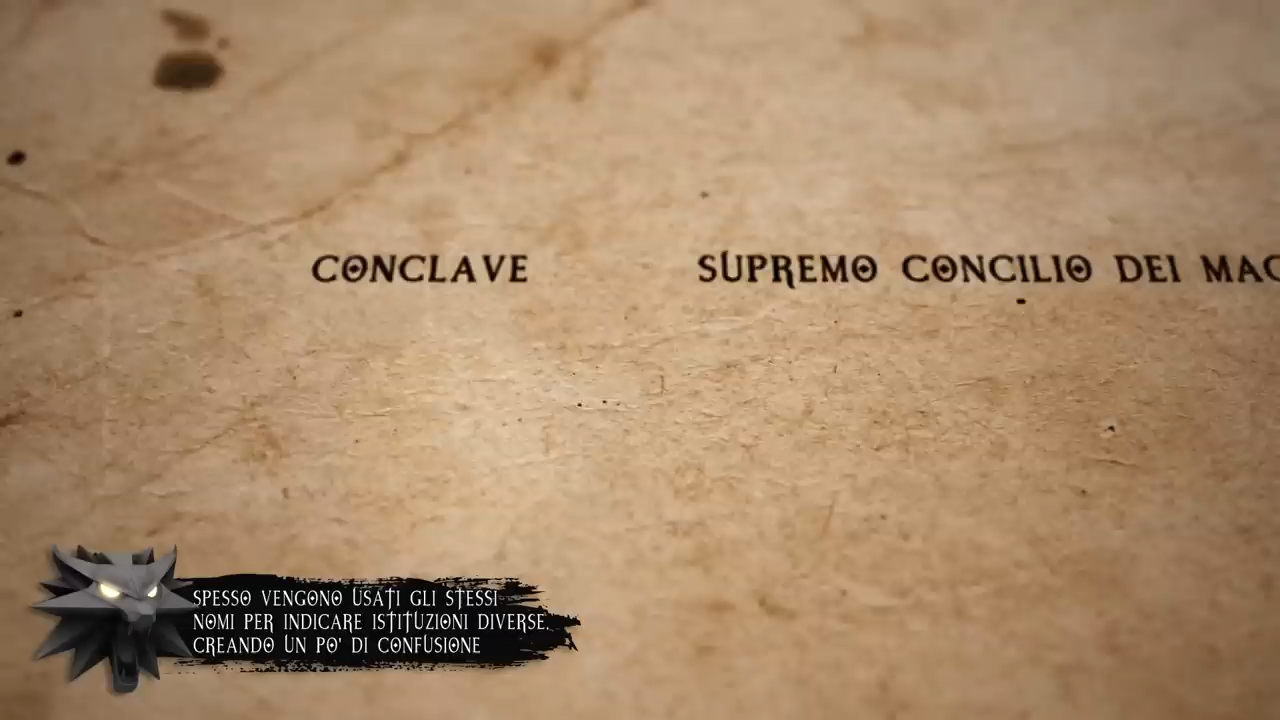 CONCLAVE SUPREMO CONCILIO DEI
SPESSO VENGONO USATI GLI STESSI
NOMI PER INDICARE ISTITUZIONI DIVERSE,
CREANDO UN PO' DI CONFUSIONE